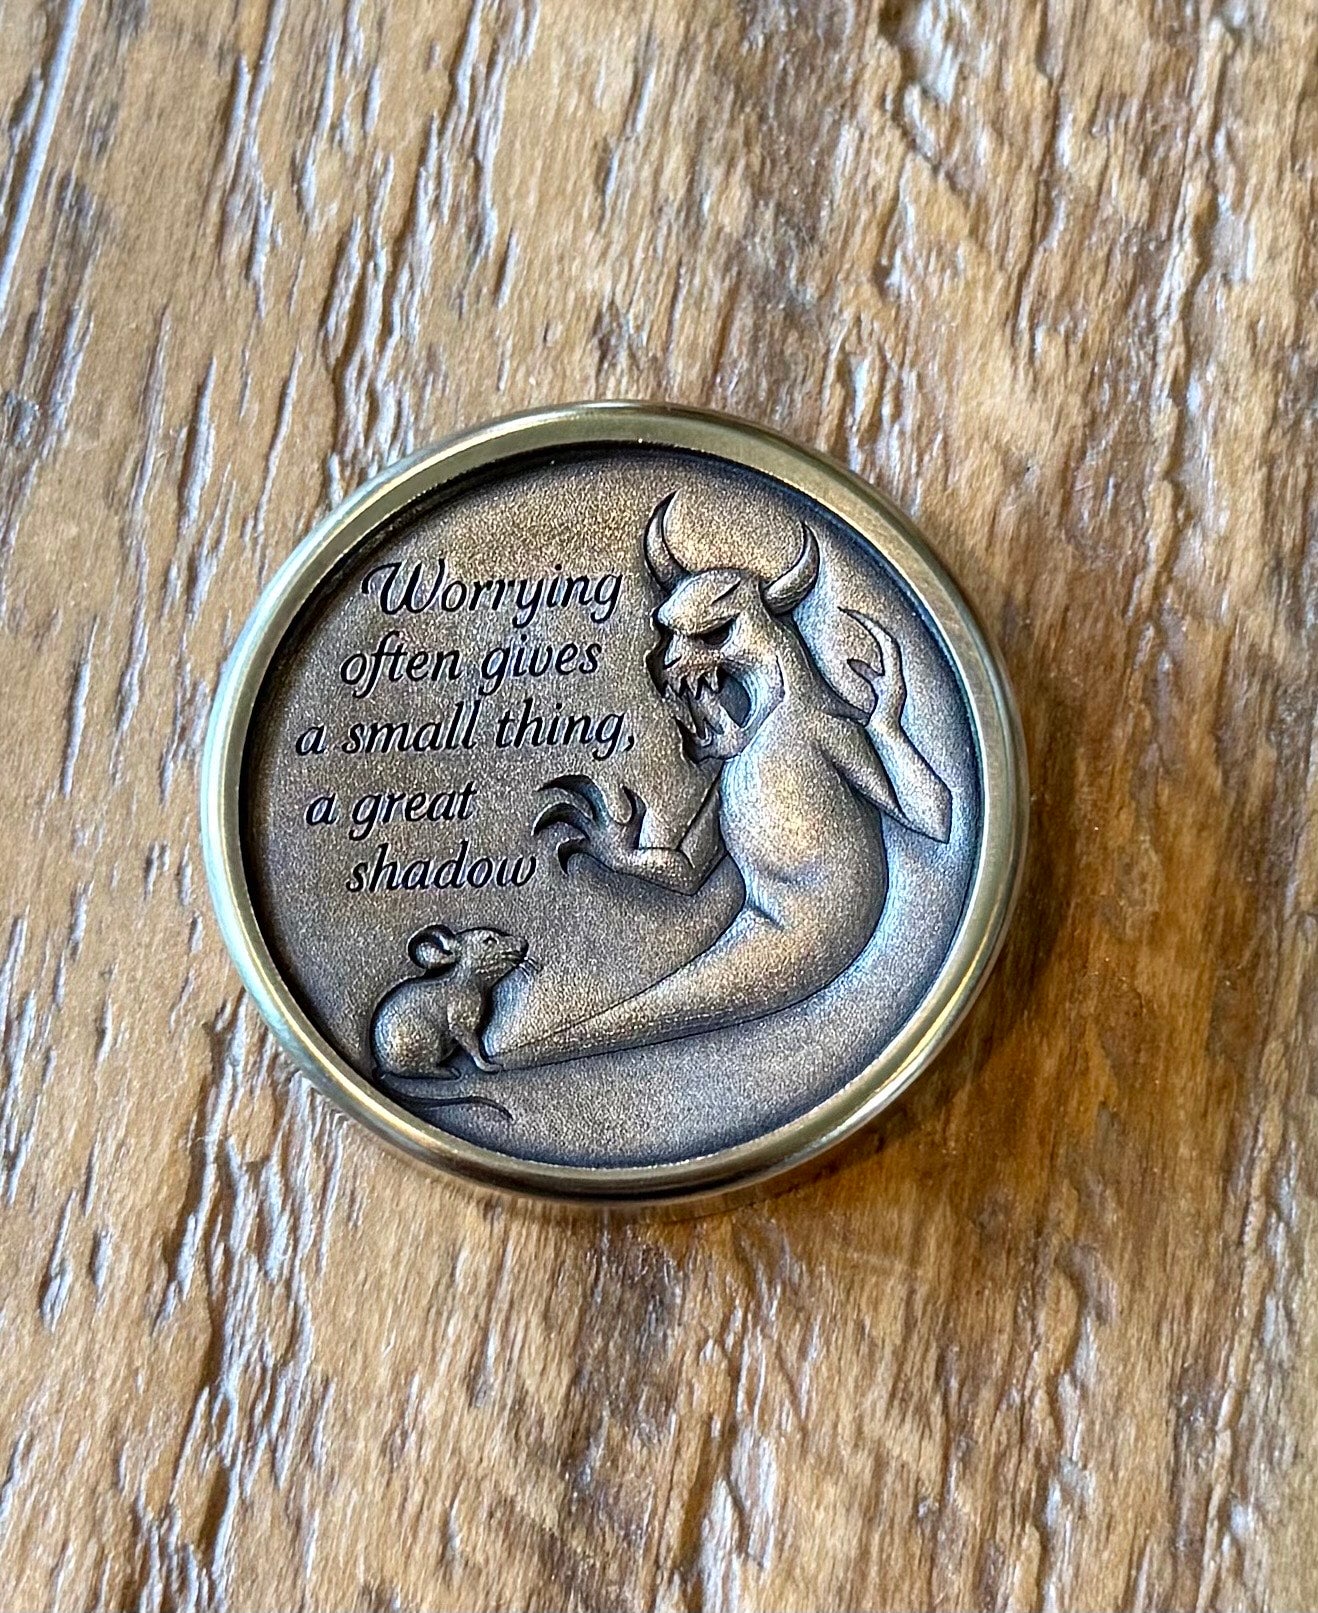 Worrying
often gives
a small thing,
a great
shadow